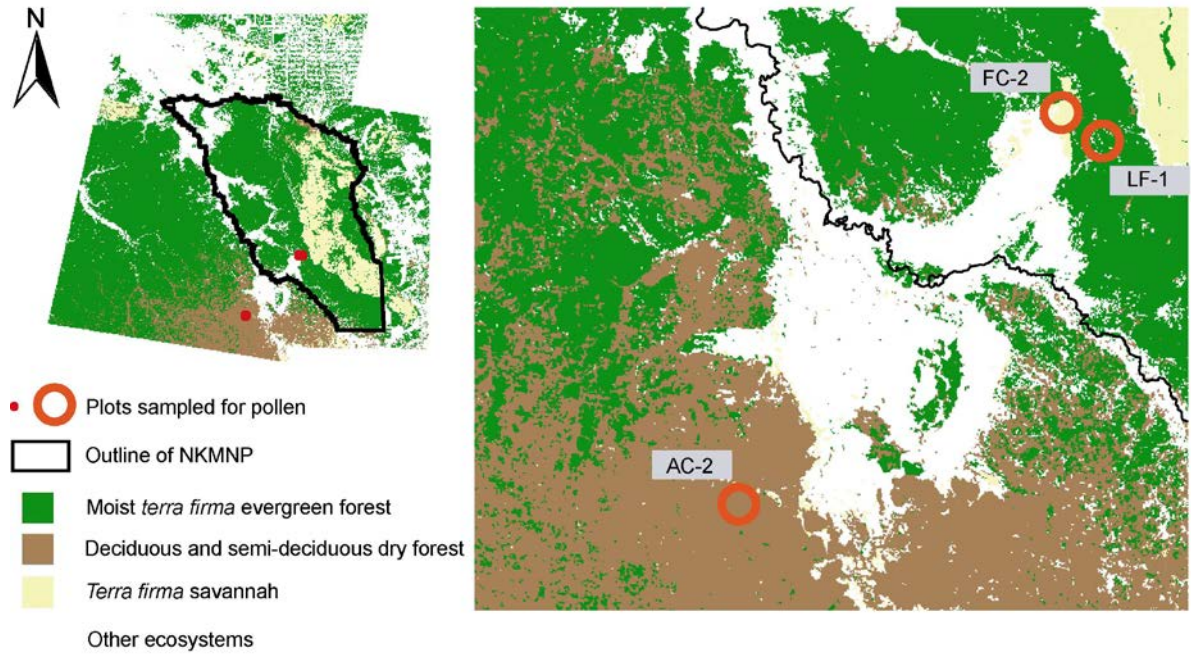 N
FC-2
LF-1
AC-2
Plots sampled for pollen
Outline of NKMNP
Moist terra firma evergreen forest
Deciduous and semi-deciduous dry forest
Terra firma savannah
Other ecosystems